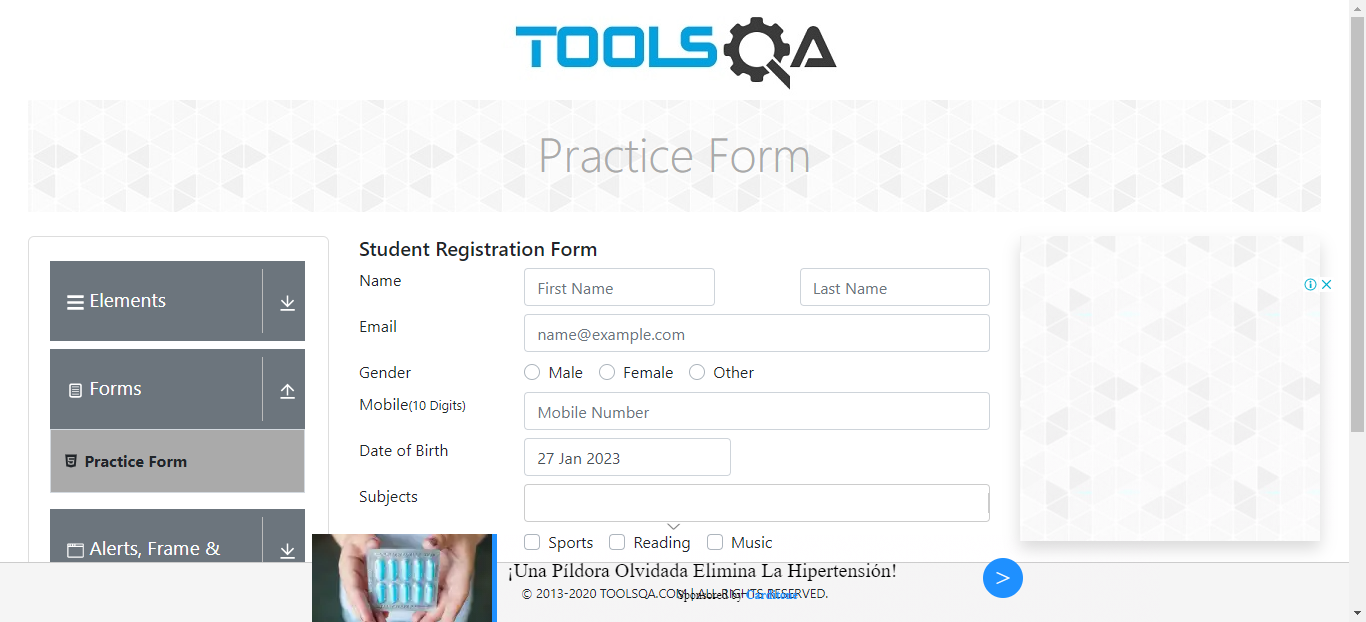 TOOLSQA
Practice Form
Elements
Forms
Practice Form
Alerts, Frame &
Student Registration Form
Name
First Name
Last Name
Email
name@example.com
Gender
Male
Female
Other
Mobile(10 Digits)
Mobile Number
Date of Birth
27 Jan 2023
Subjects
Sports
Reading
Music
¡Una Píldora Olvidada Elimina La Hipertensión!
© 2013-2020 TOOLSQA.COM | ALL RIGHTS RESERVED.
Sponsored by